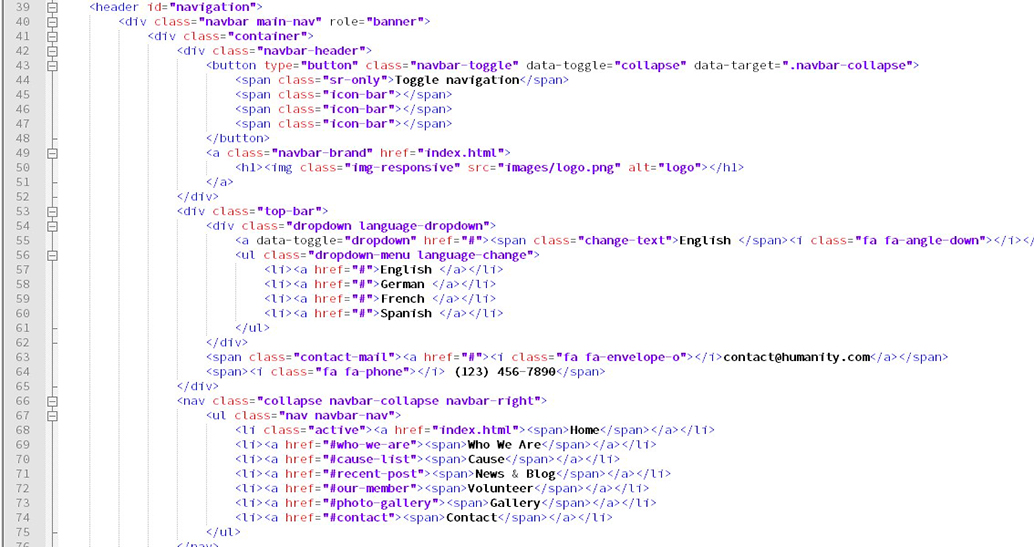 39 <header id="navigation">
40 <div class="navbar main-nav" role="banner">
41 <div class="container">
42 <div class="navbar-header">
43 <button type="button" class="navbar-toggle" data-toggle="collapse" data-target=".navbar-collapse">
44 <span class="sr-only">Toggle navigation</span>
45 <span class="icon-bar"></span>
46 <span class="icon-bar"></span>
47 <span class="icon-bar"></span>
48 </button>
49 <a class="navbar-brand" href="index.html">
50 <h1><img class="img-responsive" src="images/logo.png" alt="logo"></h1>
51 </a>
52 </div>
53 <div class="top-bar">
54 <div class="dropdown language-dropdown">
55 <a data-toggle="dropdown" href="#"><span class="change-text">English </span><i class="fa fa-angle-down"></i></
56 <ul class="dropdown-menu language-change">
57 <li><a href="#">English </a></li>
58 <li><a href="#">German </a></li>
59 <li><a href="#">French </a></li>
60 <li><a href="#">Spanish </a></li>
61 </ul>
62 </div>
63 <span class="contact-mail"><a href="#"><i class="fa fa-envelope-o"></i>contact@humanity.com</a></span>
64 <span><i class="fa fa-phone"></i> (123) 456-7890</span>
65 </div>
66 <nav class="collapse navbar-collapse navbar-right">
67 <ul class="nav navbar-nav">
68 <li class="active"><a href="index.html"><span>Home</span></a></li>
69 <li><a href="#who-we-are"><span>Who We Are</span></a></li>
70 <li><a href="#cause-list"><span>Cause</span></a></li>
71 <li><a href="#recent-post"><span>News & Blog</span></a></li>
72 <li><a href="#our-member"><span>Volunteer</span></a></li>
73 <li><a href="#photo-gallery"><span>Gallery</span></a></li>
74 <li><a href="#contact"><span>Contact</span></a></li>
75 </ul>
76 </nav>